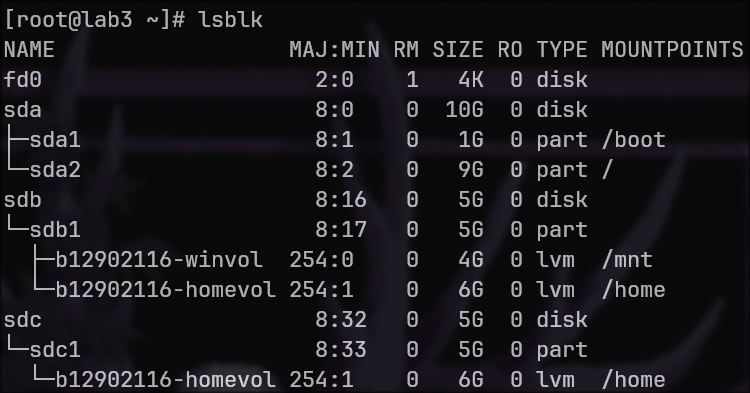 [root@lab3 ~]# lsblk
NAME                  MAJ:MIN RM SIZE RO TYPE MOUNTPOINTS
fd0                     2:0    1   4K  0 disk
sda                     8:0    0  10G  0 disk
├─sda1                  8:1    0   1G  0 part /boot
└─sda2                  8:2    0   9G  0 part /
sdb                     8:16   0   5G  0 disk
└─sdb1                  8:17   0   5G  0 part
  ├─b12902116-winvol  254:0    0   4G  0 lvm  /mnt
  └─b12902116-homevol 254:1    0   6G  0 lvm  /home
sdc                     8:32   0   5G  0 disk
└─sdc1                  8:33   0   5G  0 part
  └─b12902116-homevol 254:1    0   6G  0 lvm  /home